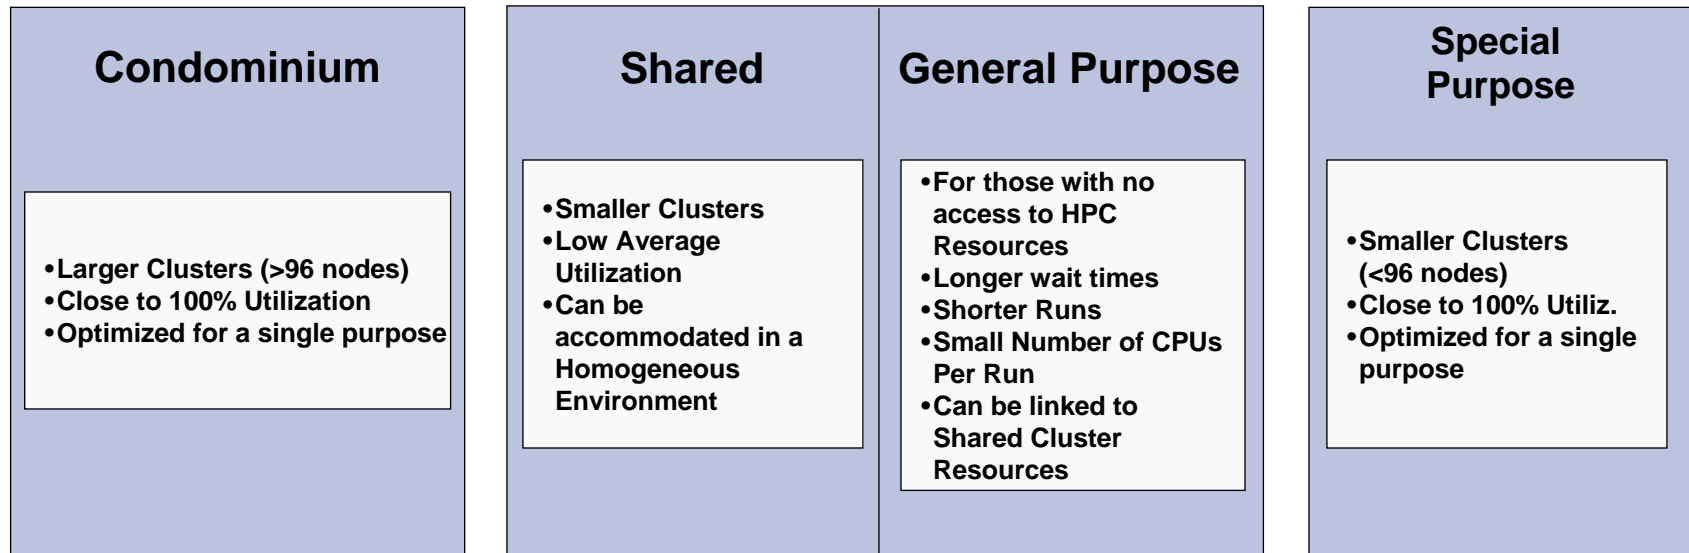 Condominium
•Larger Clusters (>96 nodes)
•Close to 100% Utilization
•Optimized for a single purpose
Shared
•Smaller Clusters
•Low Average
Utilization
•Can be
accommodated in a
Homogeneous
Environment
General Purpose
•For those with no
access to HPC
Resources
•Longer wait times
•Shorter Runs
•Small Number of CPUs
Per Run
•Can be linked to
Shared Cluster
Resources
Special
Purpose
•Smaller Clusters
(<96 nodes)
•Close to 100% Utiliz.
•Optimized for a single
purpose